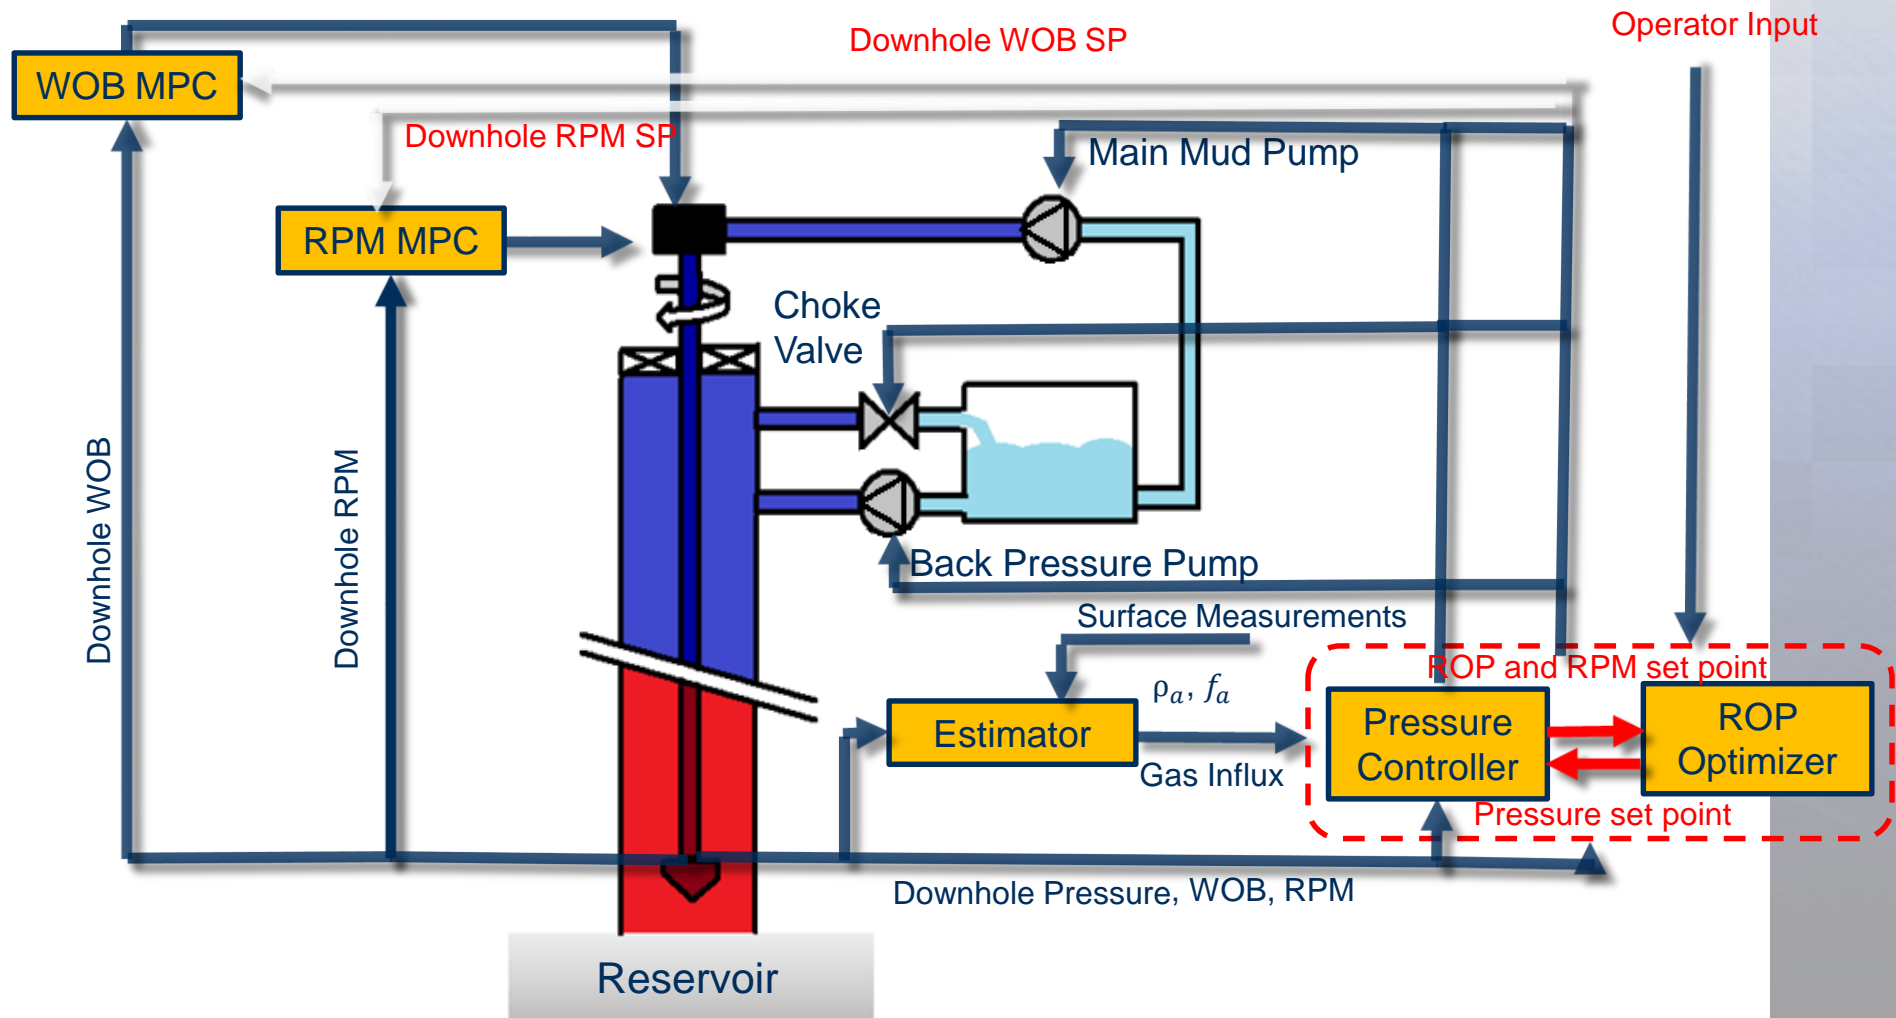 Operator Input
Downhole WOB SP
WOB MPC
Downhole RPM SP
Main Mud Pump
RPM MPC
Choke
Valve
Downhole WOB
Downhole RPM
Back Pressure Pump
Surface Measurements
ROP and RPM set point
ρₐ, fₐ
Estimator
Pressure
Controller
ROP
Optimizer
Gas Influx
Pressure set point
Downhole Pressure, WOB, RPM
Reservoir